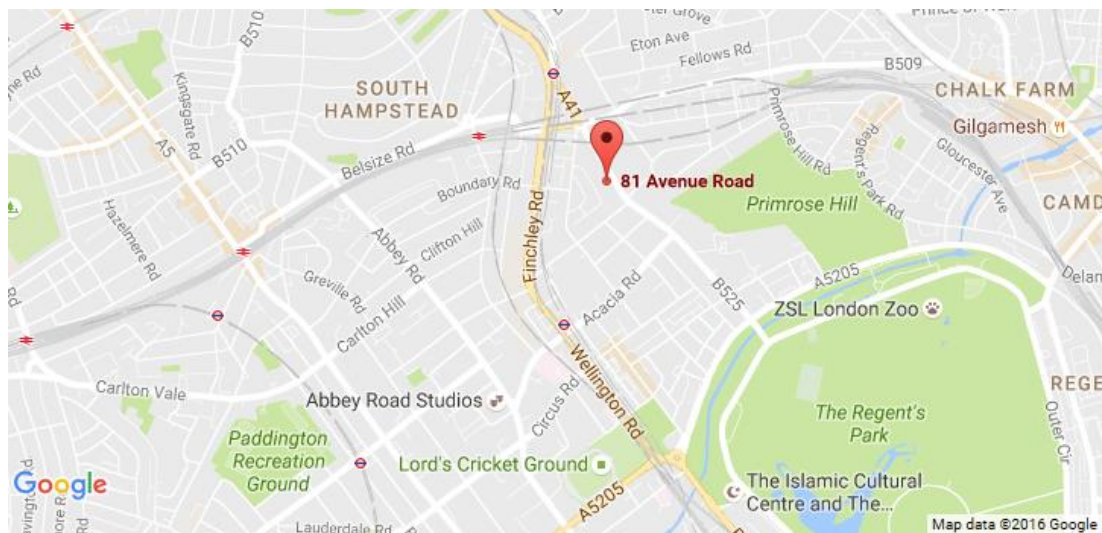 Eton Ave
Fellows Rd
B509
B510
SOUTH
HAMPSTEAD
A41
CHALK FARM
Gilgamesh
Kingsgate Rd
A5
B510
Belsize Rd
Boundary Rd
81 Avenue Road
Primrose Hill Rd
Regent's Park Rd
Gloucester Ave
Primrose Hill
CAMD
Hazelmere Rd
Abbey Rd
Clifton Hill
Finchley Rd
Greville Rd
Carlton Hill
Acacia Rd
B525
A5205
ZSL London Zoo
Carlton Vale
Abbey Road Studios
Circus Rd
Wellington Rd
The Regent's
Park
REGE
Outer Cir
Paddington
Recreation
Ground
Lord's Cricket Ground
A5205
The Islamic Cultural
Centre and The...
Google
Lauderdale Rd
Map data ©2016 Google